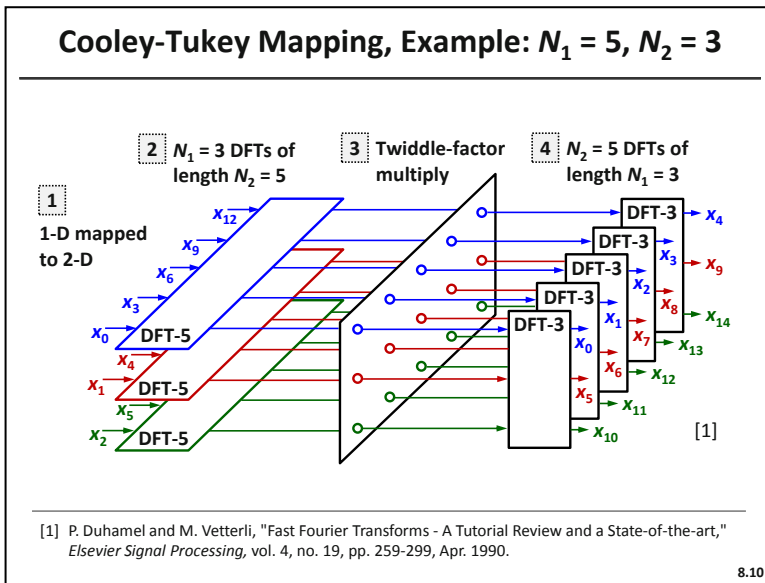 Cooley-Tukey Mapping, Example: N₁ = 5, N₂ = 3
1
1-D mapped
to 2-D
2 N₁ = 3 DFTs of
length N₂ = 5
3 Twiddle-factor
multiply
4 N₂ = 5 DFTs of
length N₁ = 3
x₁₂
x₉
x₆
x₃
x₀
DFT-5
x₄
x₁
DFT-5
x₅
x₂
DFT-5
DFT-3
DFT-3
DFT-3
DFT-3
DFT-3
x₄
x₃
x₂
x₁
x₀
x₉
x₈
x₇
x₆
x₅
x₁₄
x₁₃
x₁₂
x₁₁
x₁₀
[1]
[1] P. Duhamel and M. Vetterli, "Fast Fourier Transforms - A Tutorial Review and a State-of-the-art,"
Elsevier Signal Processing, vol. 4, no. 19, pp. 259-299, Apr. 1990.
8.10